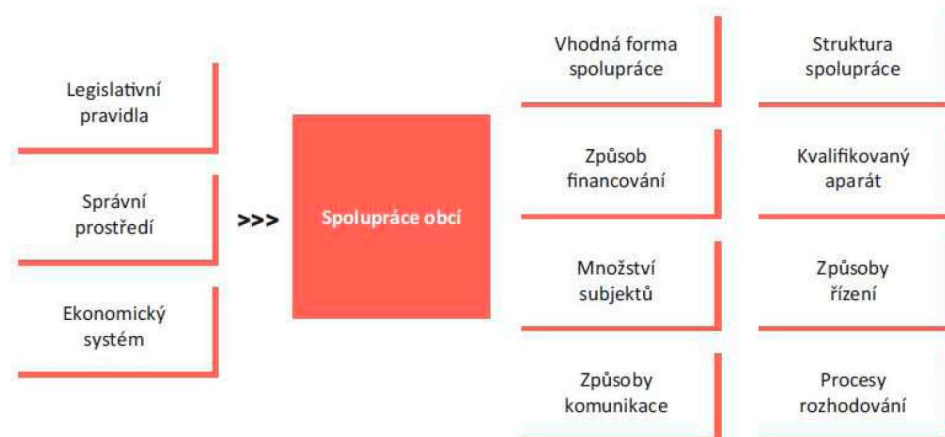 Legislativní
pravidla
Správní
prostředí
Ekonomický
systém
>>>
Spolupráce obcí
Vhodná forma
spolupráce
Struktura
spolupráce
Způsob
financování
Kvalifikovaný
aparát
Množství
subjektů
Způsoby
řízení
Způsoby
komunikace
Procesy
rozhodování